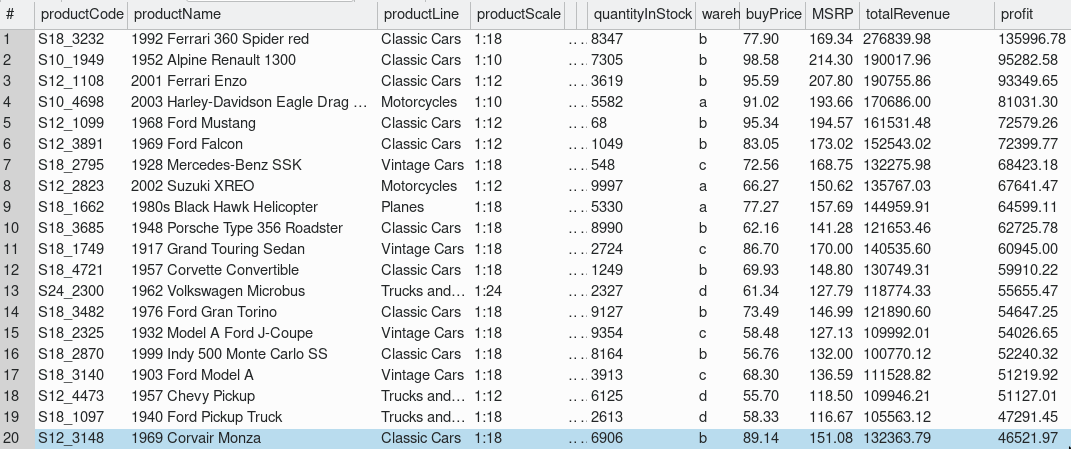 # productCode productName productLine productScale quantityInStock wareh buyPrice MSRP totalRevenue profit
1 S18_3232 1992 Ferrari 360 Spider red Classic Cars 1:18 .. .. 8347 b 77.90 169.34 276839.98 135996.78
2 S10_1949 1952 Alpine Renault 1300 Classic Cars 1:10 .. .. 7305 b 98.58 214.30 190017.96 95282.58
3 S12_1108 2001 Ferrari Enzo Classic Cars 1:12 .. .. 3619 b 95.59 207.80 190755.86 93349.65
4 S10_4698 2003 Harley-Davidson Eagle Drag ... Motorcycles 1:10 .. .. 5582 a 91.02 193.66 170686.00 81031.30
5 S12_1099 1968 Ford Mustang Classic Cars 1:12 .. .. 68 b 95.34 194.57 161531.48 72579.26
6 S12_3891 1969 Ford Falcon Classic Cars 1:12 .. .. 1049 b 83.05 173.02 152543.02 72399.77
7 S18_2795 1928 Mercedes-Benz SSK Vintage Cars 1:18 .. .. 548 c 72.56 168.75 132275.98 68423.18
8 S12_2823 2002 Suzuki XREO Motorcycles 1:12 .. .. 9997 a 66.27 150.62 135767.03 67641.47
9 S18_1662 1980s Black Hawk Helicopter Planes 1:18 .. .. 5330 a 77.27 157.69 144959.91 64599.11
10 S18_3685 1948 Porsche Type 356 Roadster Classic Cars 1:18 .. .. 8990 b 62.16 141.28 121653.46 62725.78
11 S18_1749 1917 Grand Touring Sedan Vintage Cars 1:18 .. .. 2724 c 86.70 170.00 140535.60 60945.00
12 S18_4721 1957 Corvette Convertible Classic Cars 1:18 .. .. 1249 b 69.93 148.80 130749.31 59910.22
13 S24_2300 1962 Volkswagen Microbus Trucks and... 1:24 .. .. 2327 d 61.34 127.79 118774.33 55655.47
14 S18_3482 1976 Ford Gran Torino Classic Cars 1:18 .. .. 9127 b 73.49 146.99 121890.60 54647.25
15 S18_2325 1932 Model A Ford J-Coupe Vintage Cars 1:18 .. .. 9354 c 58.48 127.13 109992.01 54026.65
16 S18_2870 1999 Indy 500 Monte Carlo SS Classic Cars 1:18 .. .. 8164 b 56.76 132.00 100770.12 52240.32
17 S18_3140 1903 Ford Model A Vintage Cars 1:18 .. .. 3913 c 68.30 136.59 111528.82 51219.92
18 S12_4473 1957 Chevy Pickup Trucks and... 1:12 .. .. 6125 d 55.70 118.50 109946.21 51127.01
19 S18_1097 1940 Ford Pickup Truck Trucks and... 1:18 .. .. 2613 d 58.33 116.67 105563.12 47291.45
20 S12_3148 1969 Corvair Monza Classic Cars 1:18 .. .. 6906 b 89.14 151.08 132363.79 46521.97